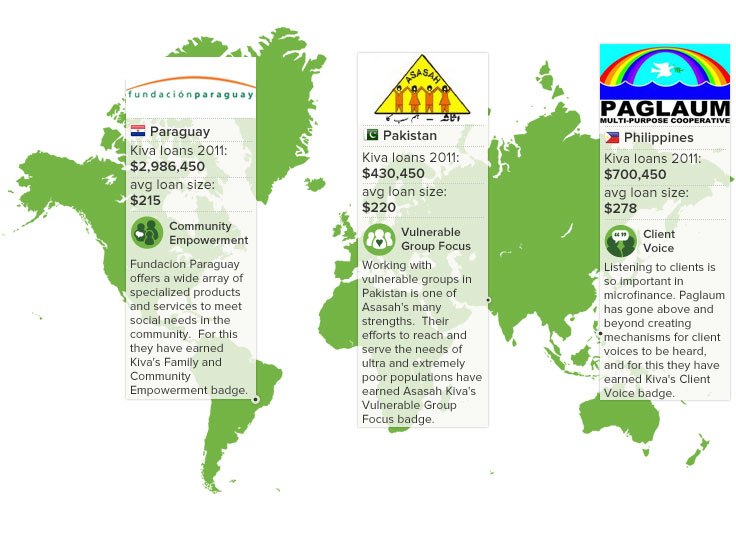 fundaciónparaguay
Paraguay
Kiva loans 2011:
$2,986,450
avg loan size:
$215
Community
Empowerment
Fundacion Paraguay
offers a wide array of
specialized products
and services to meet
social needs in the
community. For this
they have earned
Kiva's Family and
Community
Empowerment badge.
ASASAH
Pakistan
Kiva loans 2011:
$430,450
avg loan size:
$220
Vulnerable
Group Focus
Working with
vulnerable groups in
Pakistan is one of
Asasah's many
strengths. Their
efforts to reach and
serve the needs of
ultra and extremely
poor populations have
earned Asasah Kiva's
Vulnerable Group
Focus badge.
PAGLAUM
MULTI-PURPOSE COOPERATIVE
Philippines
Kiva loans 2011:
$700,450
avg loan size:
$278
Client
Voice
Listening to clients is
so important in
microfinance. Paglaum
has gone above and
beyond creating
mechanisms for client
voices to be heard,
and for this they have
earned Kiva's Client
Voice badge.